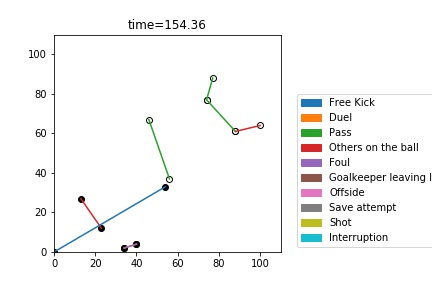 time=154.36
100
80
60
40
20
0
0 20 40 60 80 100
Free Kick
Duel
Pass
Others on the ball
Foul
Goalkeeper leaving l
Offside
Save attempt
Shot
Interruption